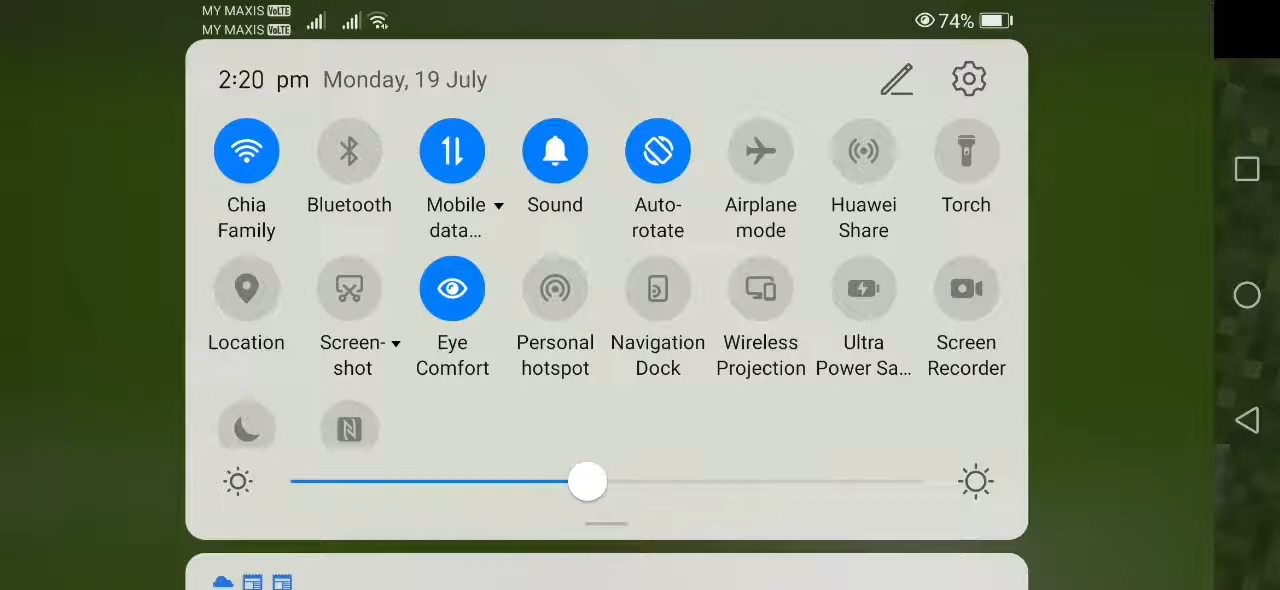 MY MAXIS VoLTE
MY MAXIS VoLTE
74%
2:20 pm Monday, 19 July
Chia Family
Bluetooth
Mobile data...
Sound
Auto-rotate
Airplane mode
Huawei Share
Torch
Location
Screen-shot
Eye Comfort
Personal hotspot
Navigation Dock
Wireless Projection
Ultra Power Sa...
Screen Recorder